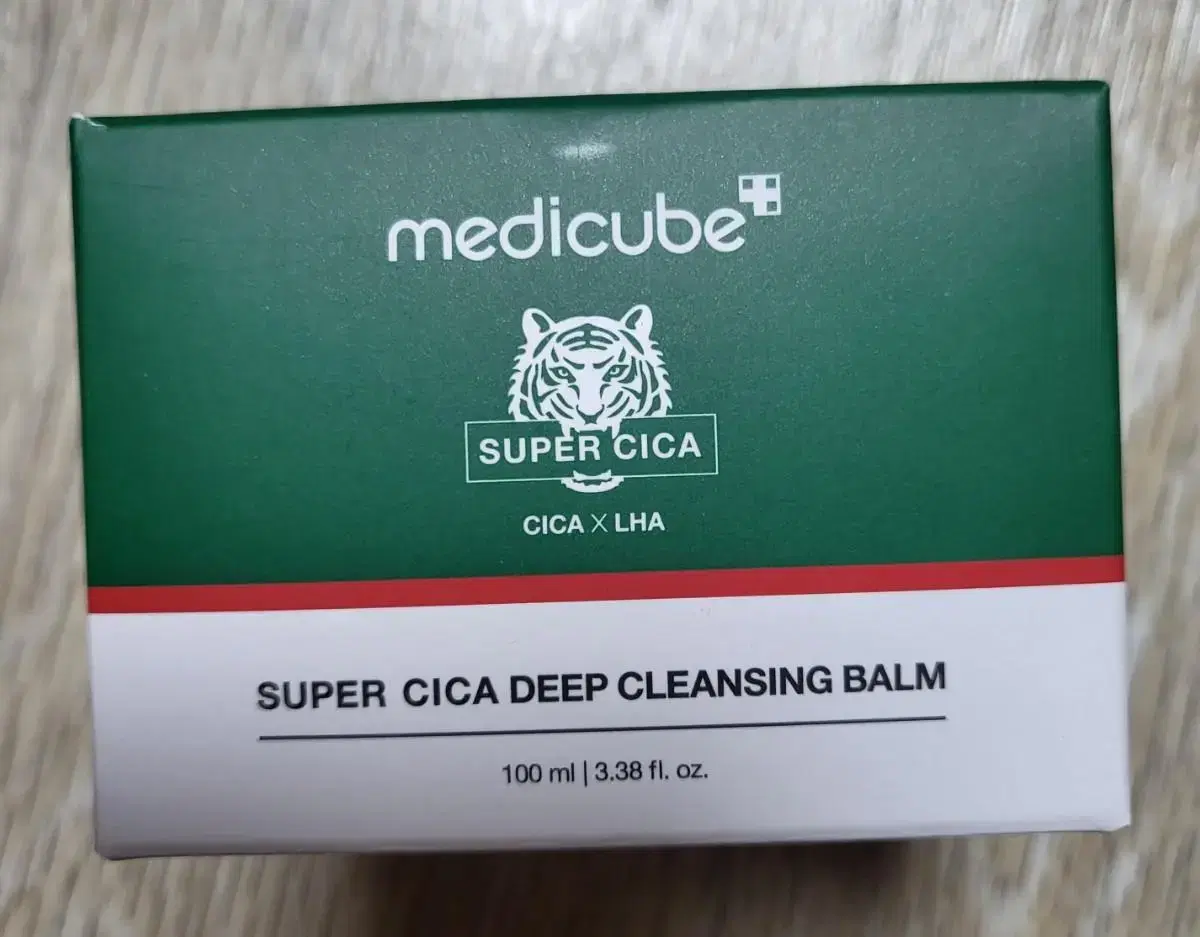 medicube
SUPER CICA
CICA X LHA
SUPER CICA DEEP CLEANSING BALM
100 ml | 3.38 fl. oz.